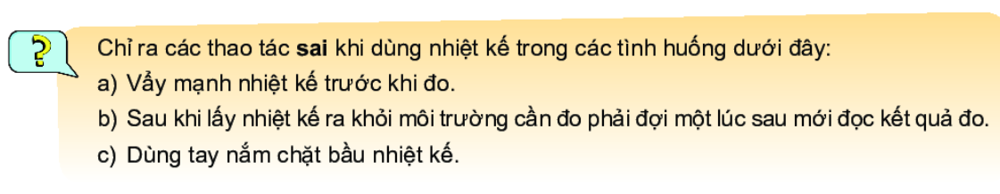 ?
Chỉ ra các thao tác sai khi dùng nhiệt kế trong các tình huống dưới đây:
a) Vẩy mạnh nhiệt kế trước khi đo.
b) Sau khi lấy nhiệt kế ra khỏi môi trường cần đo phải đợi một lúc sau mới đọc kết quả đo.
c) Dùng tay nắm chặt bầu nhiệt kế.